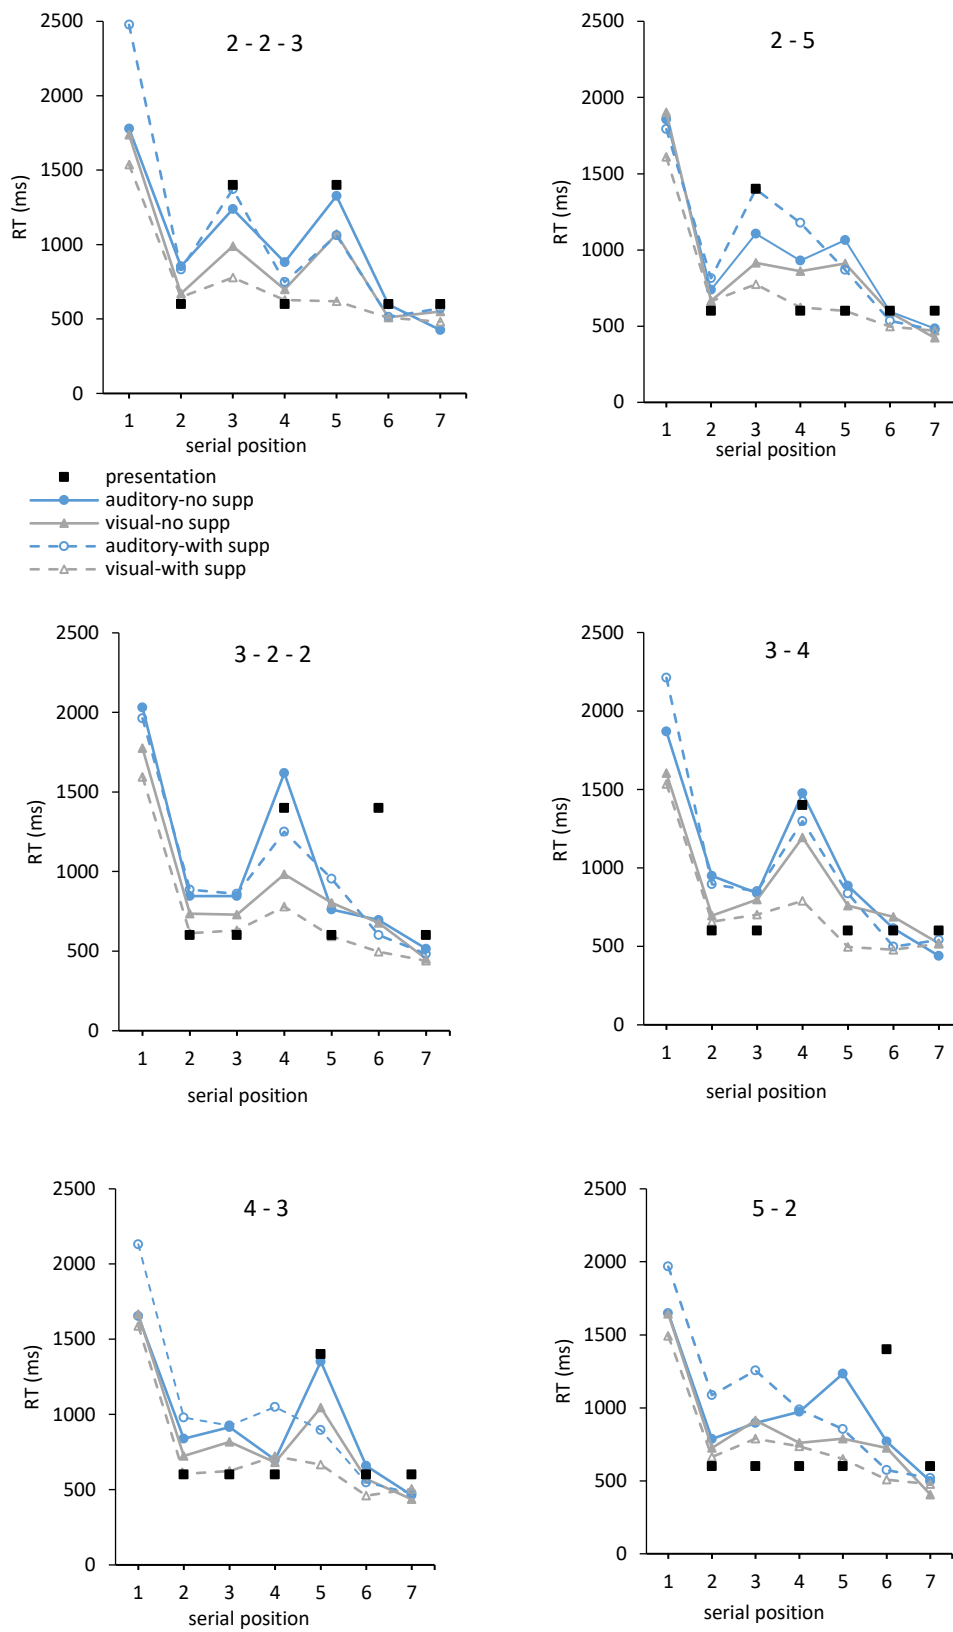 2 - 2 - 3
2500
2000
1500
1000
500
0
RT (ms)
1 2 3 4 5 6 7
serial position
2 - 5
2500
2000
1500
1000
500
0
RT (ms)
1 2 3 4 5 6 7
serial position
presentation
auditory-no supp
visual-no supp
auditory-with supp
visual-with supp
3 - 2 - 2
2500
2000
1500
1000
500
0
RT (ms)
1 2 3 4 5 6 7
serial position
3 - 4
2500
2000
1500
1000
500
0
RT (ms)
1 2 3 4 5 6 7
serial position
4 - 3
2500
2000
1500
1000
500
0
RT (ms)
1 2 3 4 5 6 7
serial position
5 - 2
2500
2000
1500
1000
500
0
RT (ms)
1 2 3 4 5 6 7
serial position